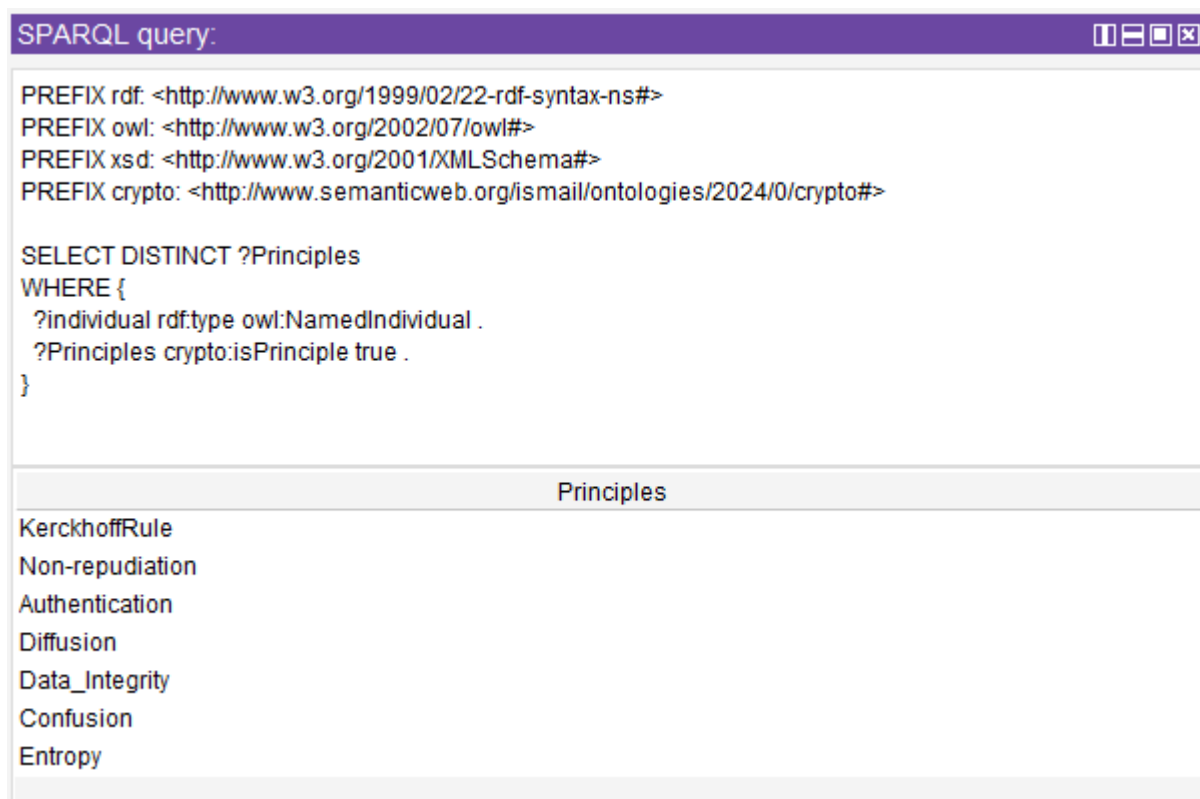 SPARQL query:
PREFIX rdf: <http://www.w3.org/1999/02/22-rdf-syntax-ns#>
PREFIX owl: <http://www.w3.org/2002/07/owl#>
PREFIX xsd: <http://www.w3.org/2001/XMLSchema#>
PREFIX crypto: <http://www.semanticweb.org/ismail/ontologies/2024/0/crypto#>
SELECT DISTINCT ?Principles
WHERE {
?individual rdf:type owl:NamedIndividual .
?Principles crypto:isPrinciple true .
}
Principles
KerckhoffRule
Non-repudiation
Authentication
Diffusion
Data_Integrity
Confusion
Entropy